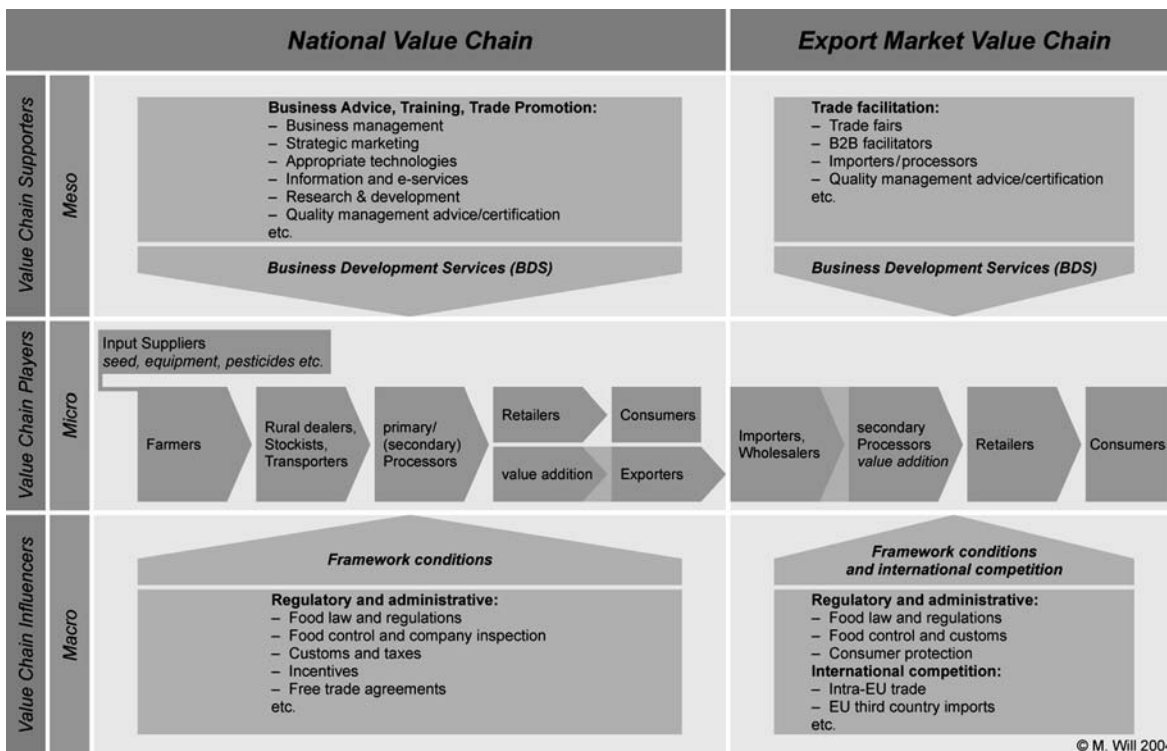 National Value Chain
Export Market Value Chain
Value Chain Supporters
Meso
Business Advice, Training, Trade Promotion:
– Business management
– Strategic marketing
– Appropriate technologies
– Information and e-services
– Research & development
– Quality management advice/certification
etc.
Business Development Services (BDS)
Trade facilitation:
– Trade fairs
– B2B facilitators
– Importers/processors
– Quality management advice/certification
etc.
Business Development Services (BDS)
Value Chain Players
Micro
Input Suppliers
seed, equipment, pesticides etc.
Farmers
Rural dealers,
Stockists,
Transporters
primary/
(secondary)
Processors
Retailers
Consumers
value addition
Exporters
Importers,
Wholesalers
secondary
Processors
value addition
Retailers
Consumers
Value Chain Influencers
Macro
Framework conditions
Regulatory and administrative:
– Food law and regulations
– Food control and company inspection
– Customs and taxes
– Incentives
– Free trade agreements
etc.
Framework conditions
and international competition
Regulatory and administrative:
– Food law and regulations
– Food control and customs
– Consumer protection
International competition:
– Intra-EU trade
– EU third country imports
etc.
© M. Will